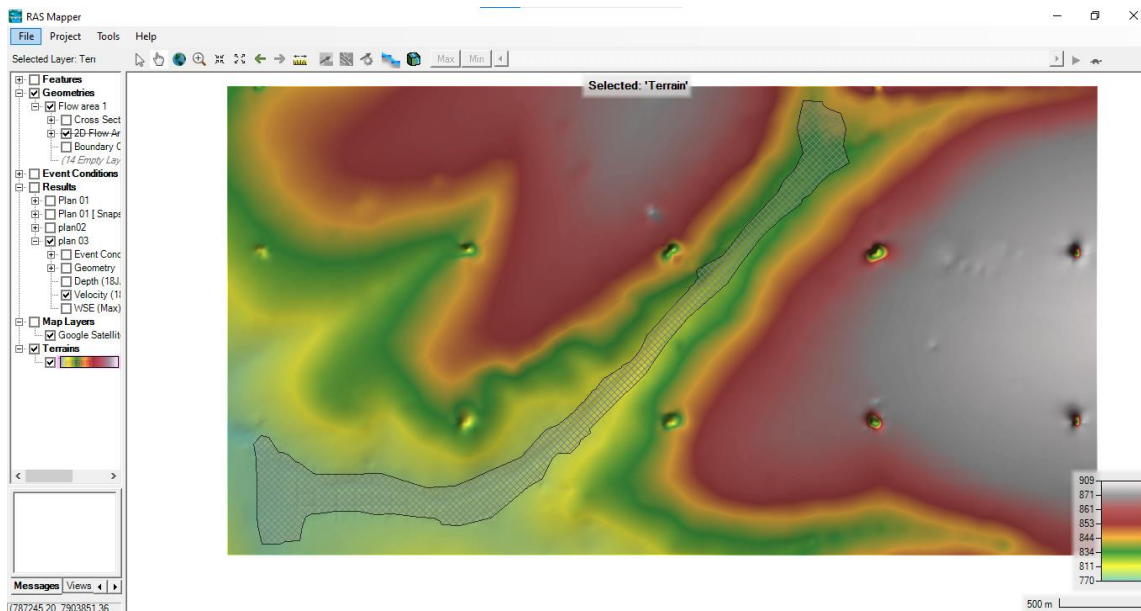 RAS Mapper
File Project Tools Help
Selected Layer: Terr
Max Min
Selected: 'Terrain'
Features
Geometries
Flow area 1
Cross Sect
2D Flow Ar
Boundary C
(14 Empty Lay
Event Conditions
Results
Plan 01
Plan 01 [ Snaps
plan02
plan 03
Event Conc
Geometry
Depth (18J.
Velocity (18
WSE (Max)
Map Layers
Google Satellit
Terrains
909
871
861
853
844
834
811
770
Messages Views
(787245.20, 7903851.36
500 m